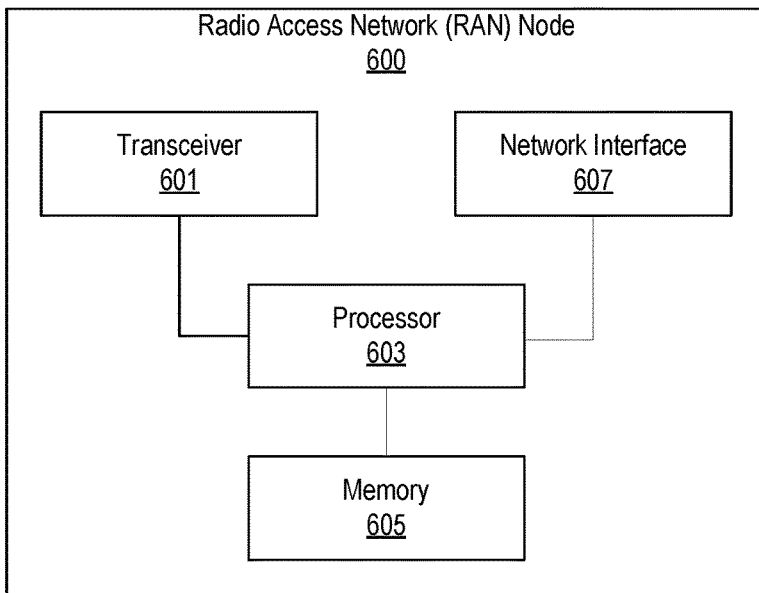 Radio Access Network (RAN) Node
600
Transceiver
601
Network Interface
607
Processor
603
Memory
605